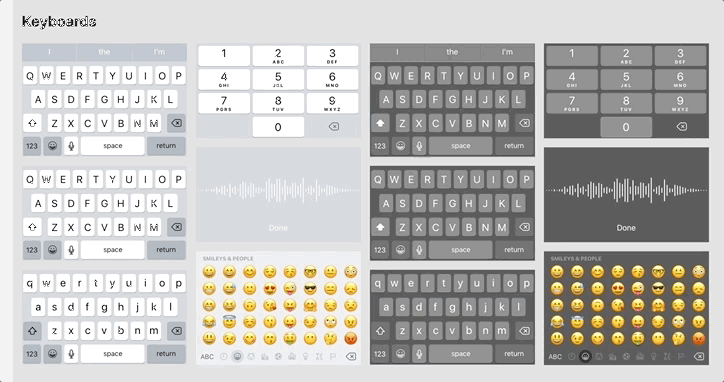 Keyboards
I the I'm
Q W E R T Y U I O P
A S D F G H J K L
Z X C V B N M
123 space return
Q W E R T Y U I O P
A S D F G H J K L
Z X C V B N M
123 space return
q w e r t y u i o p
a s d f g h j k l
z x c v b n m
123 space return
1 2 3
ABC DEF
4 5 6
GHI JKL MNO
7 8 9
PQRS TUV WXYZ
0
Done
SMILEYS & PEOPLE
ABC
I the I'm
Q W E R T Y U I O P
A S D F G H J K L
Z X C V B N M
123 space return
Q W E R T Y U I O P
A S D F G H J K L
Z X C V B N M
123 space return
q w e r t y u i o p
a s d f g h j k l
z x c v b n m
123 space return
1 2 3
ABC DEF
4 5 6
GHI JKL MNO
7 8 9
PQRS TUV WXYZ
0
Done
SMILEYS & PEOPLE
ABC